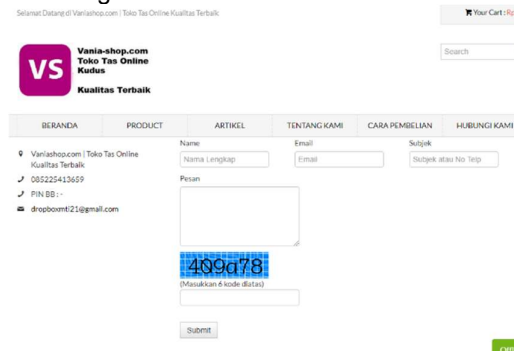 Selamat Datang di Vaniashop.com | Toko Tas Online Kualitas Terbaik
Your Cart : Rp
VS
Vania-shop.com
Toko Tas Online
Kudus
Kualitas Terbaik
Search
BERANDA PRODUCT ARTIKEL TENTANG KAMI CARA PEMBELIAN HUBUNGI KAMI
Vaniashop.com | Toko Tas Online
Kualitas Terbaik
085225413659
PIN BB : -
dropboxmtl21@gmail.com
Name Email Subjek
Nama Lengkap Email Subjek atau No Telp
Pesan
409a78
(Masukkan 6 kode diatas)
Submit